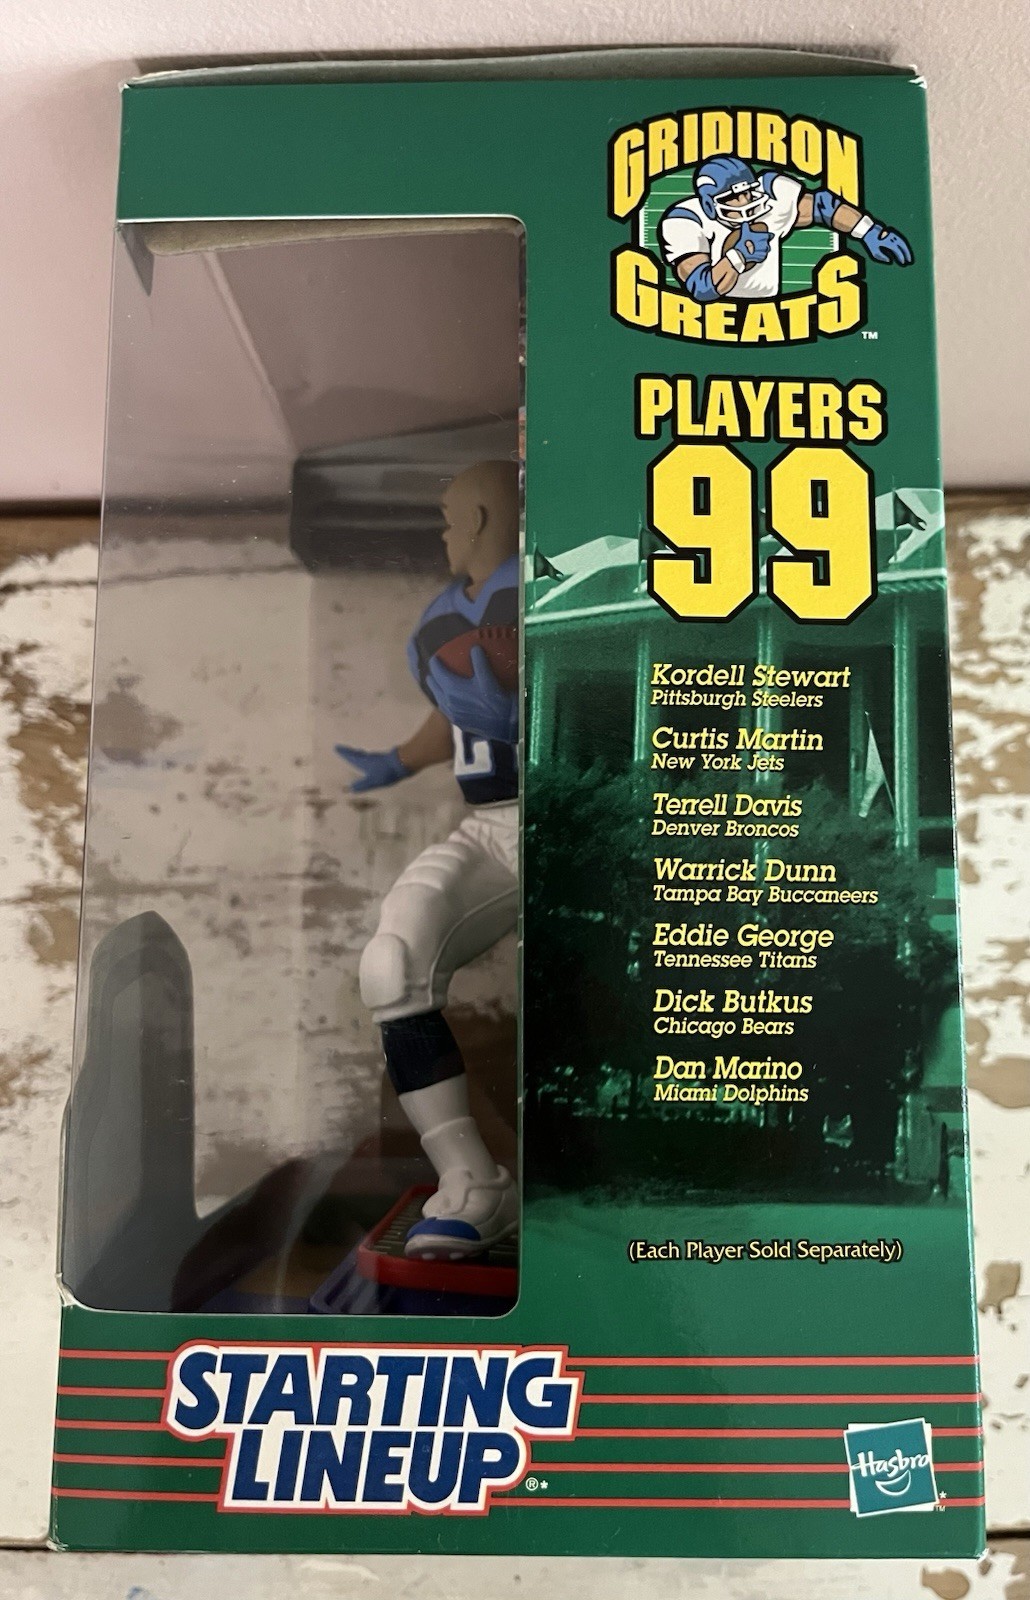 GRIDIRON
GREATS™
PLAYERS
99
Kordell Stewart
Pittsburgh Steelers
Curtis Martin
New York Jets
Terrell Davis
Denver Broncos
Warrick Dunn
Tampa Bay Buccaneers
Eddie George
Tennessee Titans
Dick Butkus
Chicago Bears
Dan Marino
Miami Dolphins
(Each Player Sold Separately)
STARTING
LINEUP®*
Hasbro
*™